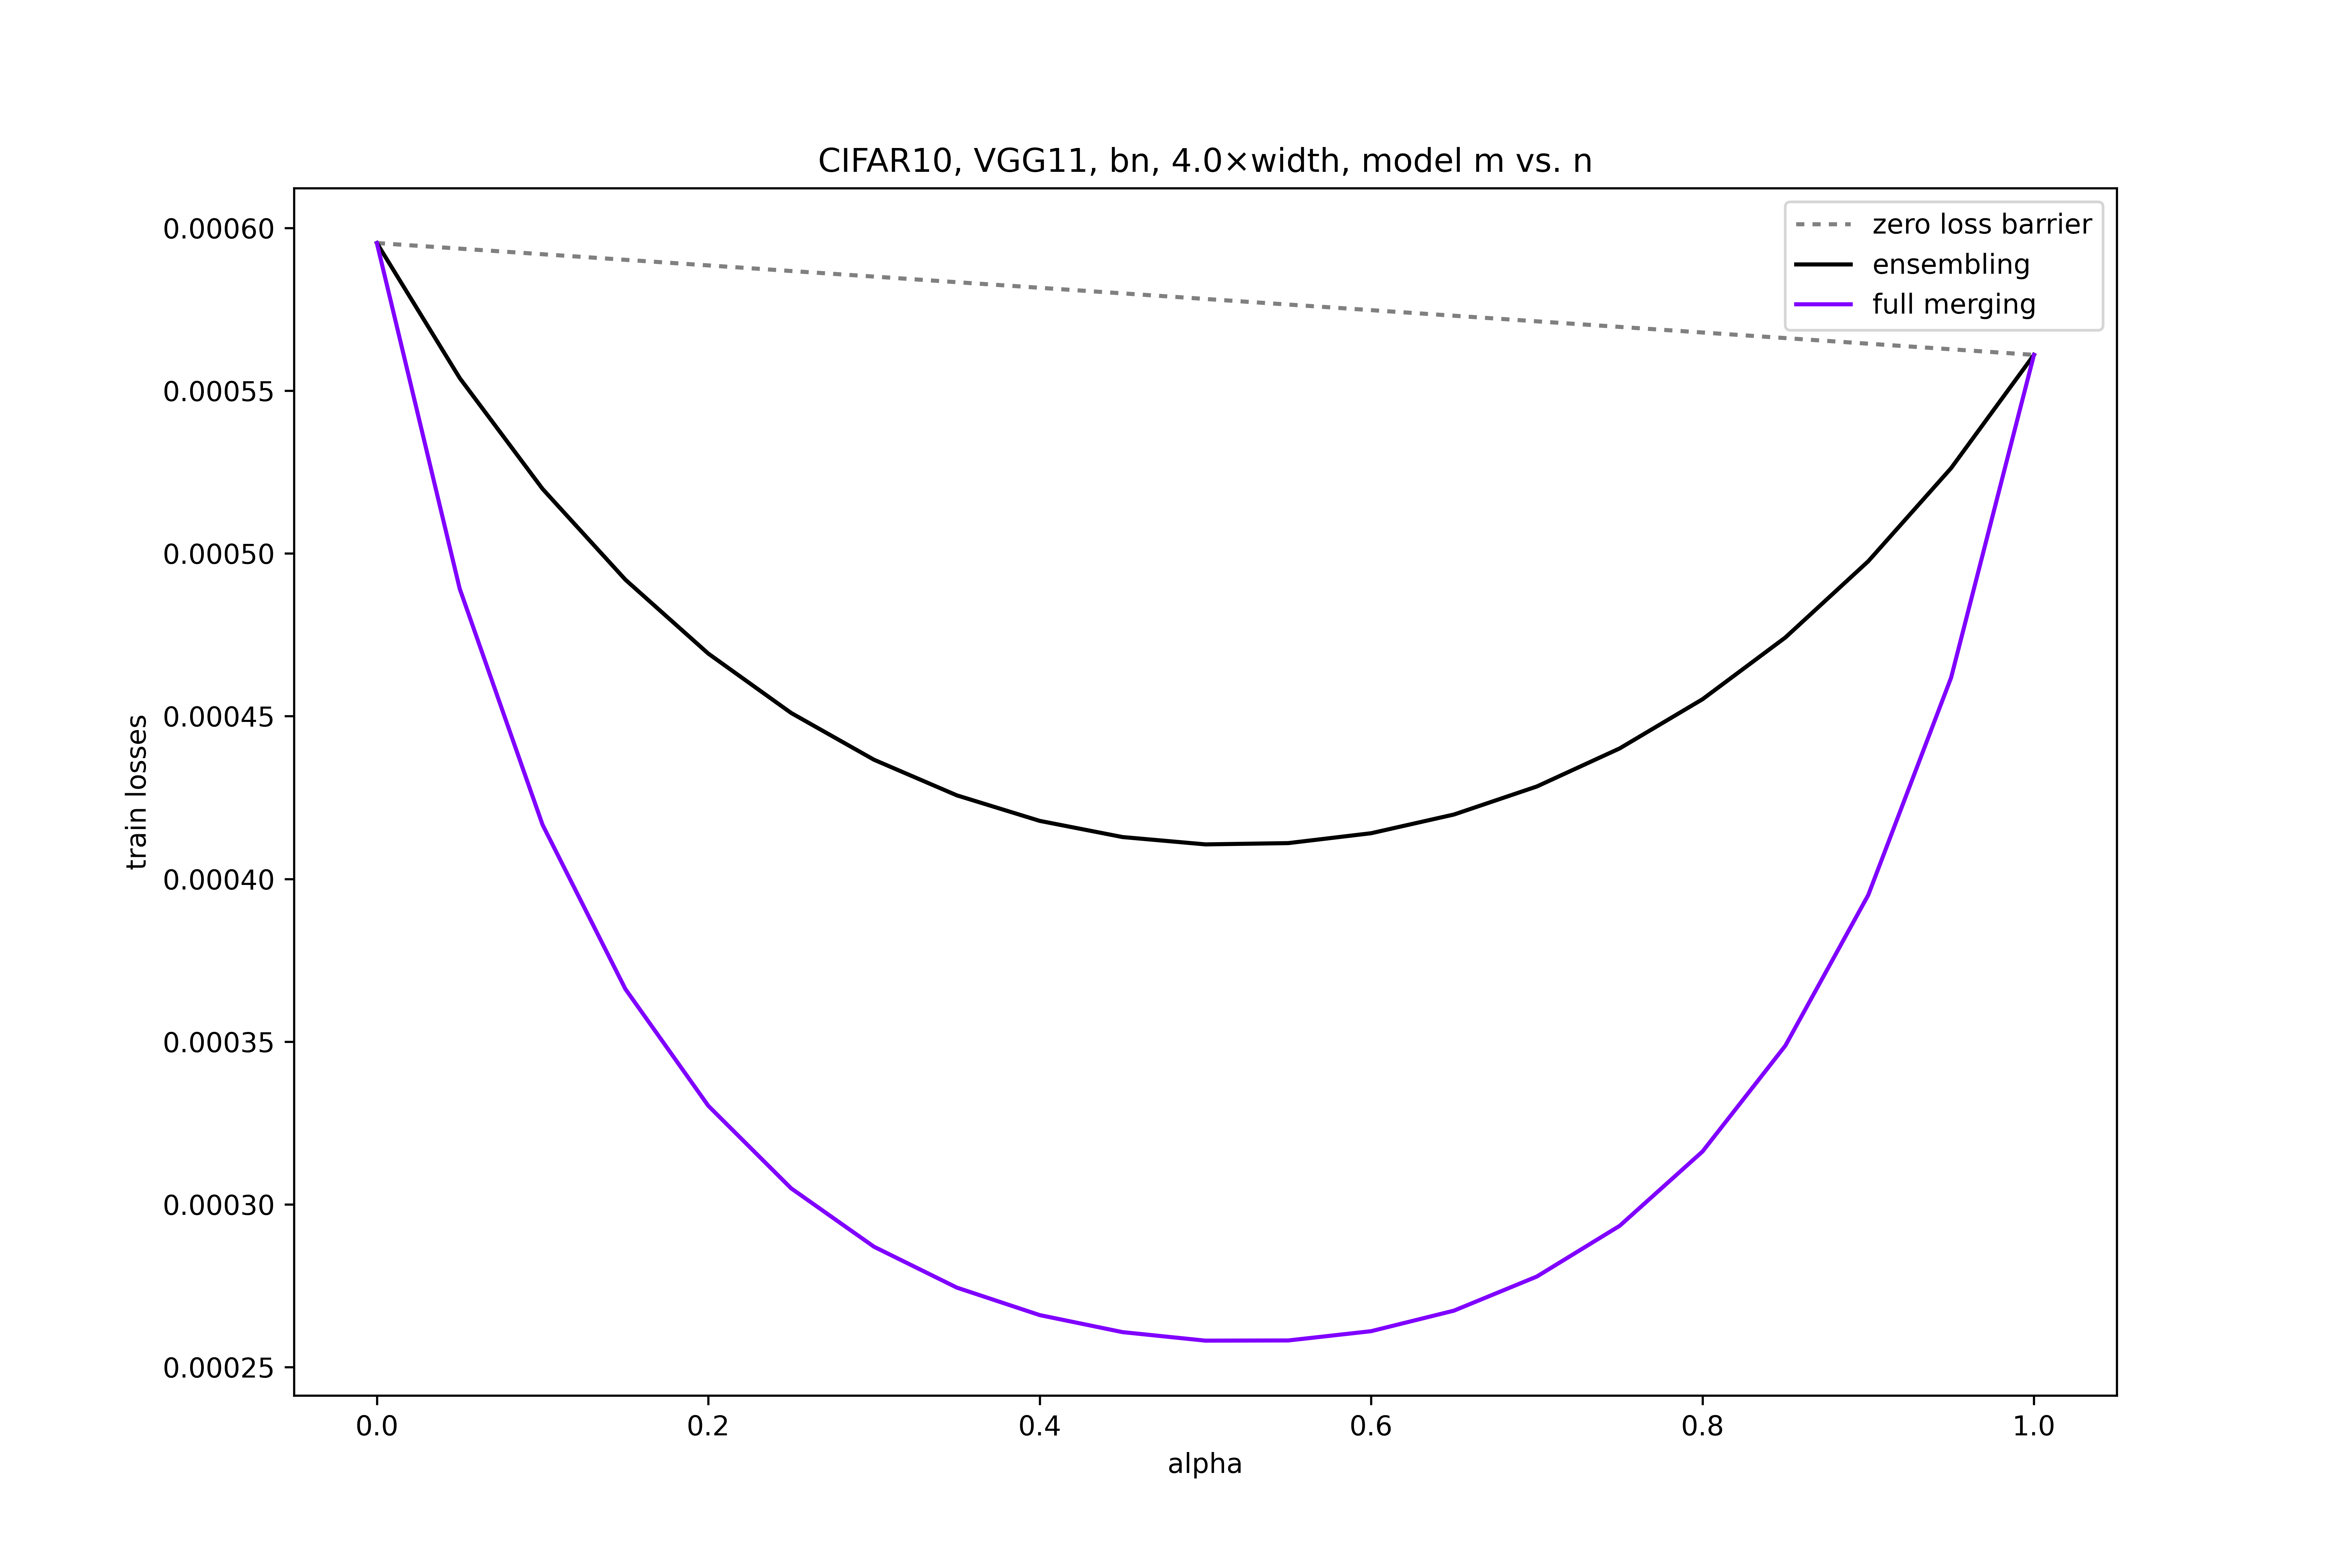 CIFAR10, VGG11, bn, 4.0×width, model m vs. n
zero loss barrier
ensembling
full merging
train losses
0.00060
0.00055
0.00050
0.00045
0.00040
0.00035
0.00030
0.00025
0.0 0.2 0.4 0.6 0.8 1.0
alpha